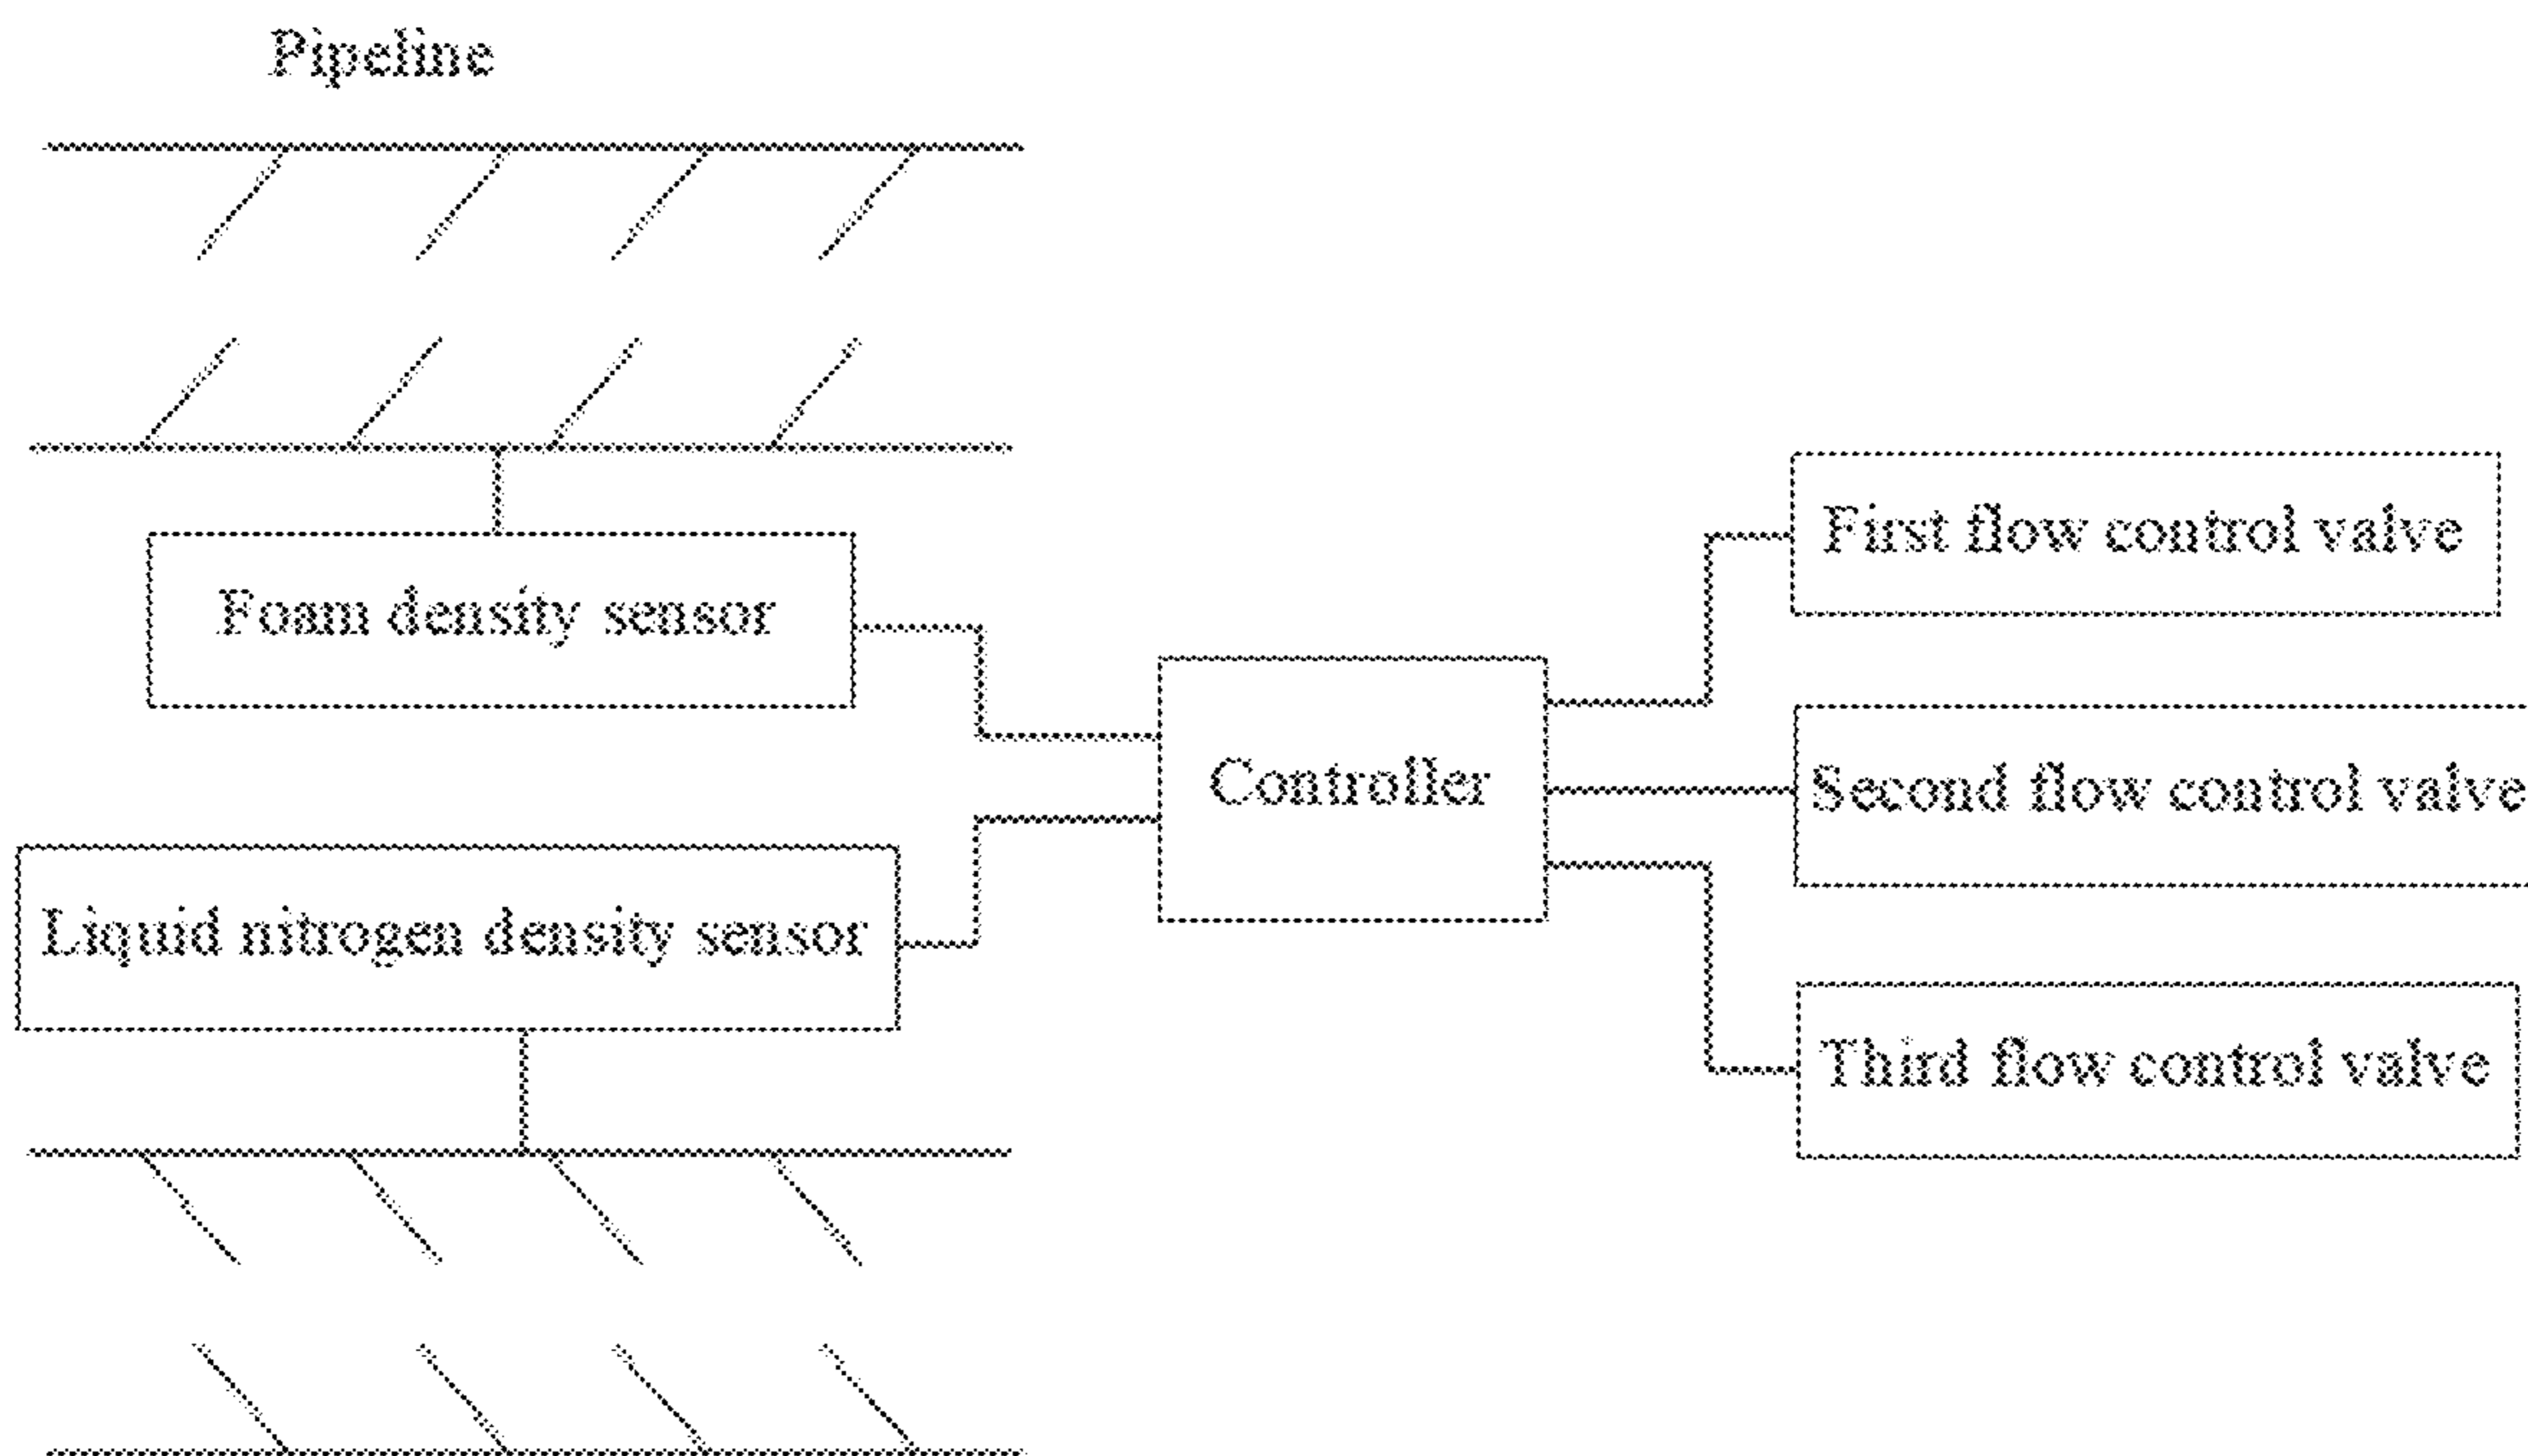 Pipeline
Foam density sensor
Liquid nitrogen density sensor
Controller
First flow control valve
Second flow control valve
Third flow control valve